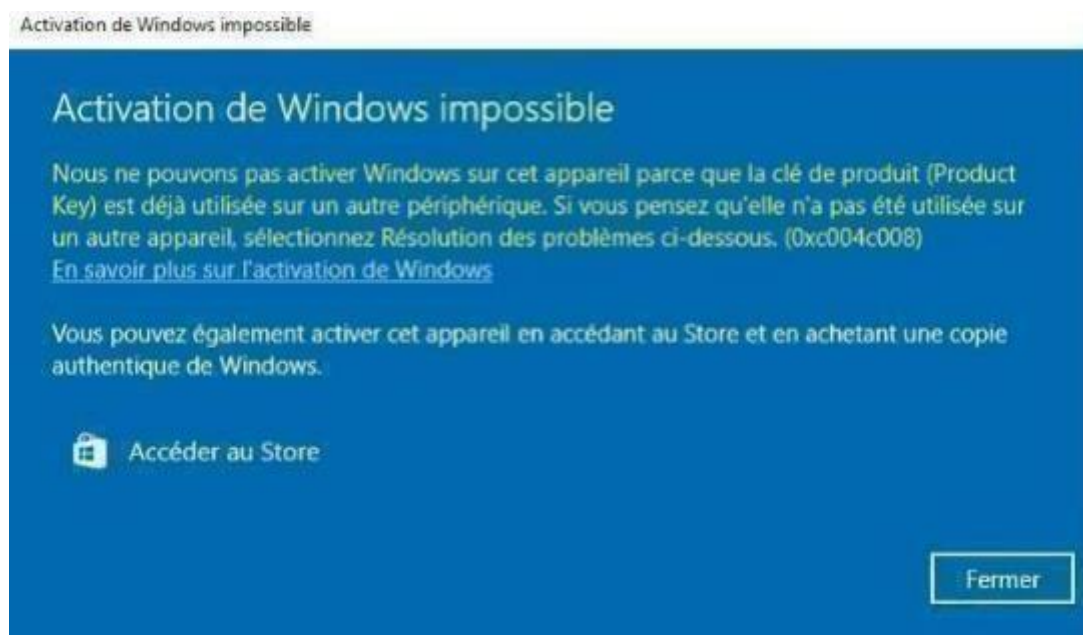 Activation de Windows impossible
Activation de Windows impossible
Nous ne pouvons pas activer Windows sur cet appareil parce que la clé de produit (Product
Key) est déjà utilisée sur un autre périphérique. Si vous pensez qu'elle n'a pas été utilisée sur
un autre appareil, sélectionnez Résolution des problèmes ci-dessous. (0xc004c008)
En savoir plus sur l'activation de Windows
Vous pouvez également activer cet appareil en accédant au Store et en achetant une copie
authentique de Windows.
Accéder au Store
Fermer